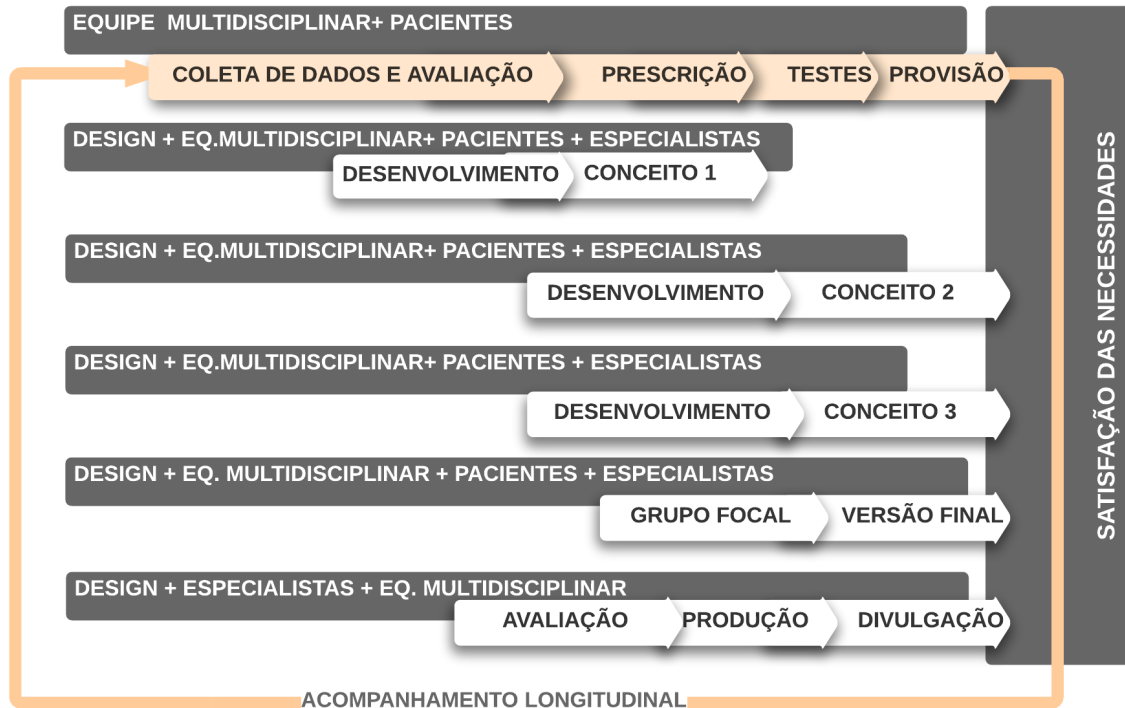 EQUIPE  MULTIDISCIPLINAR+ PACIENTES
COLETA DE DADOS E AVALIAÇÃO PRESCRIÇÃO TESTES PROVISÃO
DESIGN + EQ.MULTIDISCIPLINAR+ PACIENTES + ESPECIALISTAS
DESENVOLVIMENTO CONCEITO 1
DESIGN + EQ.MULTIDISCIPLINAR+ PACIENTES + ESPECIALISTAS
DESENVOLVIMENTO CONCEITO 2
DESIGN + EQ.MULTIDISCIPLINAR+ PACIENTES + ESPECIALISTAS
DESENVOLVIMENTO CONCEITO 3
DESIGN + EQ. MULTIDISCIPLINAR + PACIENTES + ESPECIALISTAS
GRUPO FOCAL VERSÃO FINAL
DESIGN + ESPECIALISTAS + EQ. MULTIDISCIPLINAR
AVALIAÇÃO PRODUÇÃO DIVULGAÇÃO
SATISFAÇÃO DAS NECESSIDADES
ACOMPANHAMENTO LONGITUDINAL